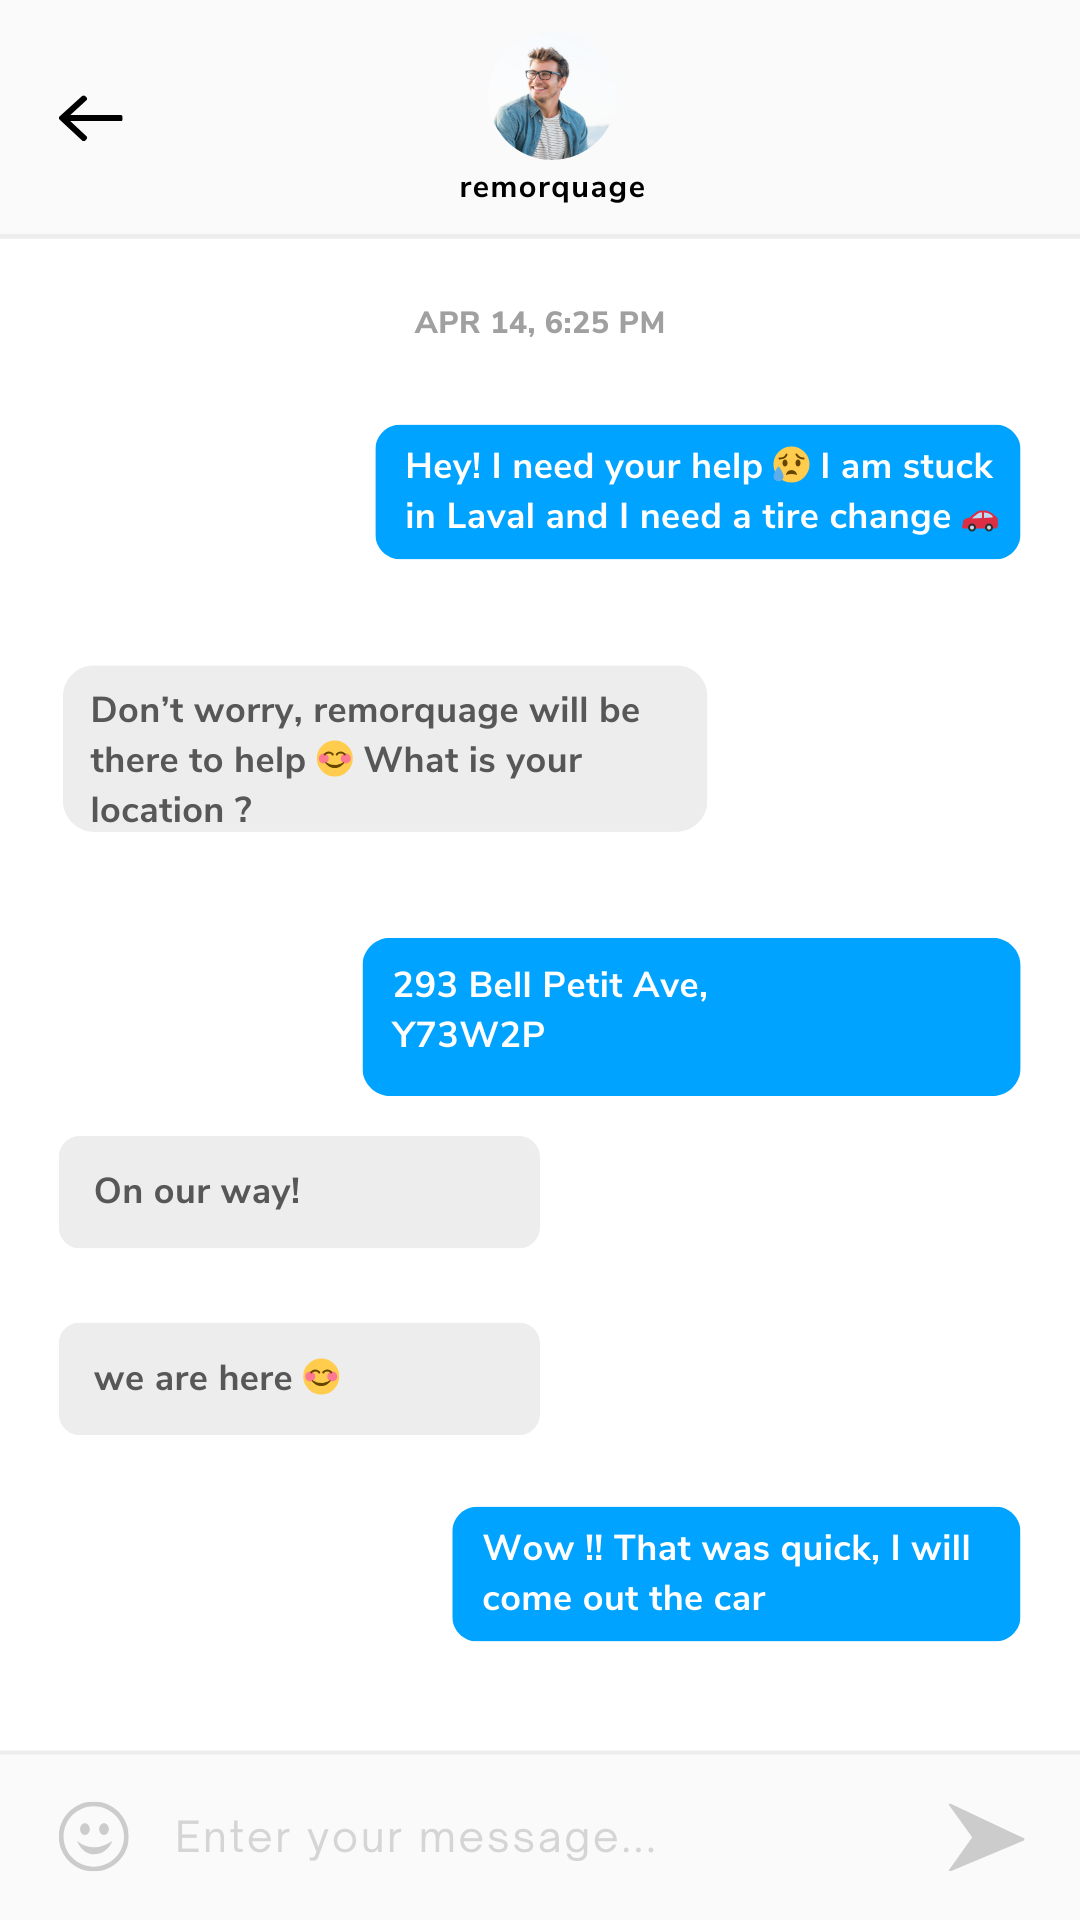 remorquage
APR 14, 6:25 PM
Hey! I need your help 😥 I am stuck
in Laval and I need a tire change 🚗
Don’t worry, remorquage will be
there to help 😊 What is your
location ?
293 Bell Petit Ave,
Y73W2P
On our way!
we are here 😊
Wow !! That was quick, I will
come out the car
Enter your message...